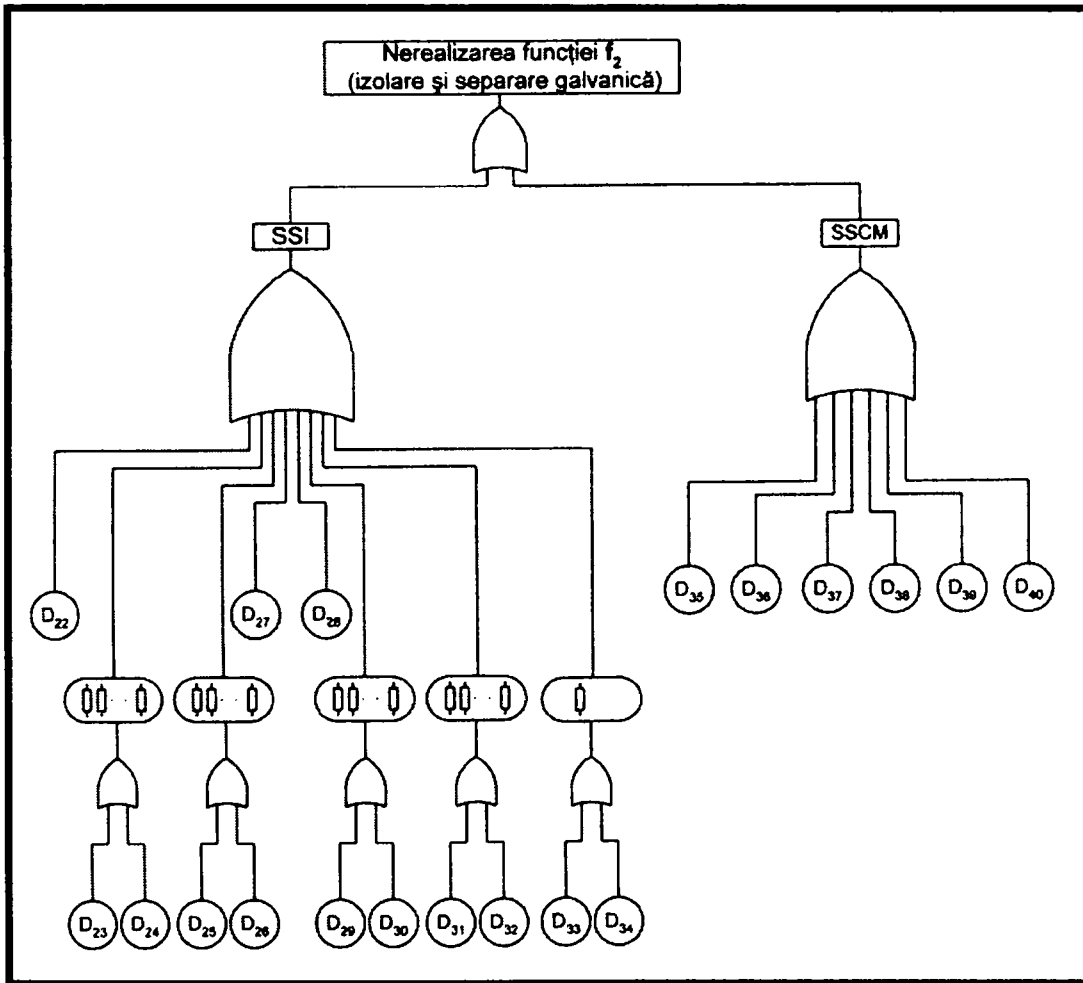 Nerealizarea funcției f₂
(izolare și separare galvanică)
SSI
SSCM
D₂₂
D₂₇
D₂₈
D₃₅
D₃₆
D₃₇
D₃₈
D₃₉
D₄₀
D₂₃
D₂₄
D₂₅
D₂₆
D₂₉
D₃₀
D₃₁
D₃₂
D₃₃
D₃₄